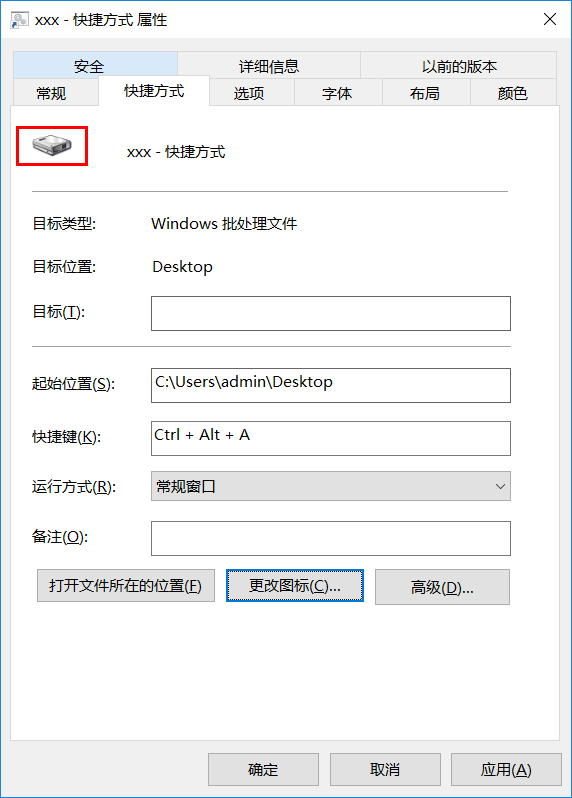 xxx - 快捷方式 属性
安全 详细信息 以前的版本
常规 快捷方式 选项 字体 布局 颜色
xxx - 快捷方式
目标类型: Windows 批处理文件
目标位置: Desktop
目标(T):
起始位置(S): C:\Users\admin\Desktop
快捷键(K): Ctrl + Alt + A
运行方式(R): 常规窗口
备注(O):
打开文件所在的位置(F) 更改图标(C)... 高级(D)...
确定 取消 应用(A)